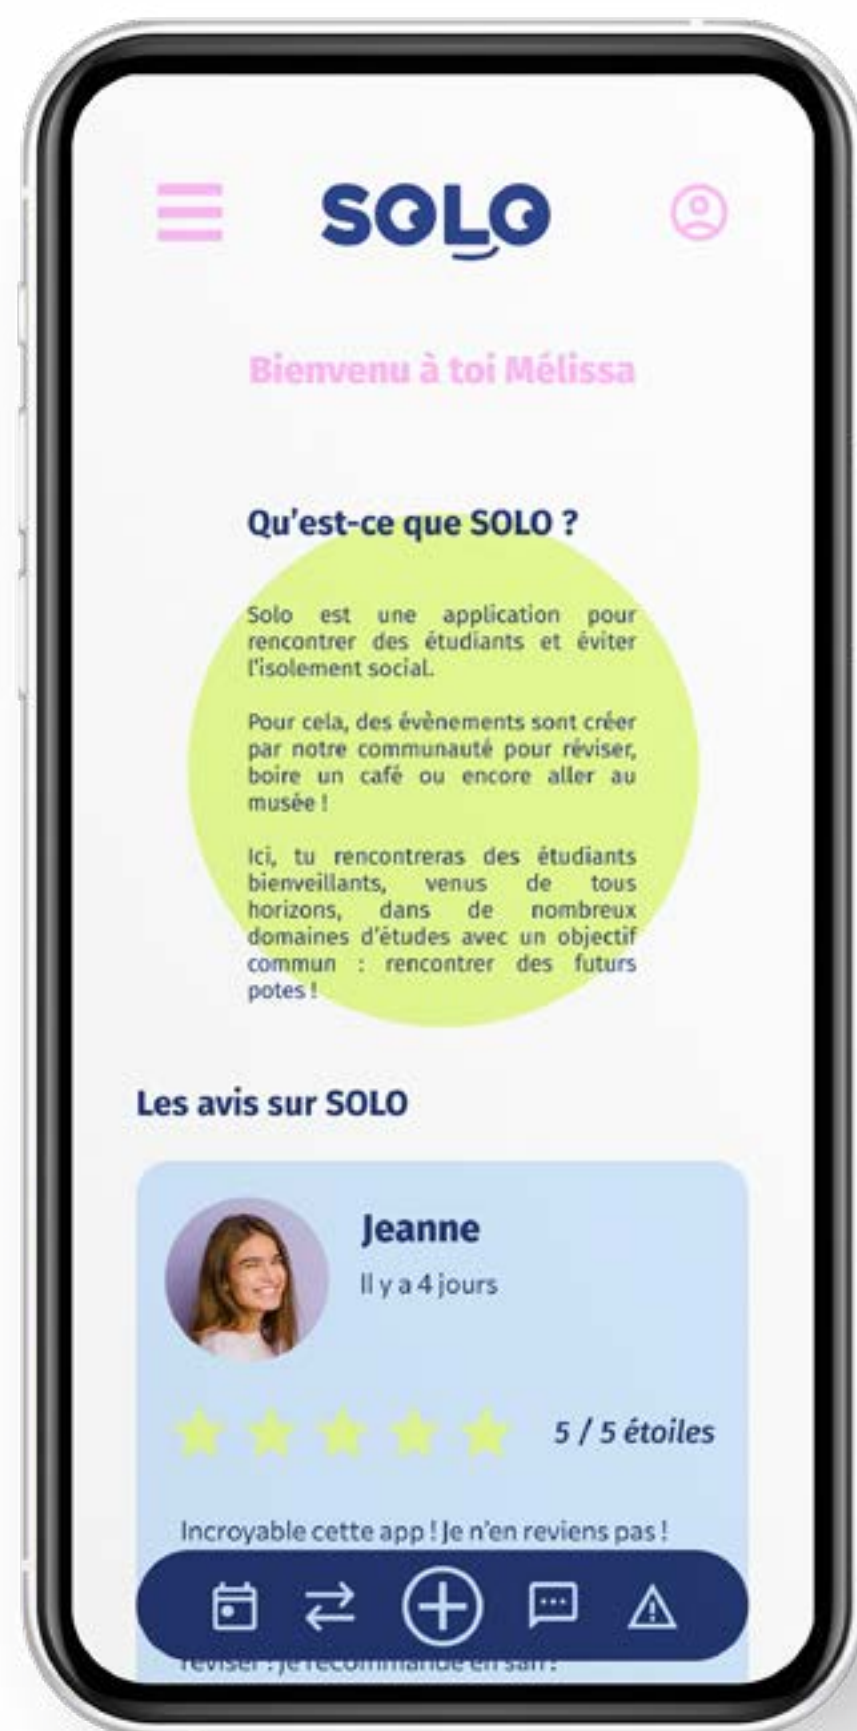 SOLO
Bienvenu à toi Mélissa
Qu'est-ce que SOLO ?
Solo est une application pour
rencontrer des étudiants et éviter
l'isolement social.
Pour cela, des évènements sont créer
par notre communauté pour réviser,
boire un café ou encore aller au
musée !
Ici, tu rencontreras des étudiants
bienveillants, venus de tous
horizons, dans de nombreux
domaines d'études avec un objectif
commun : rencontrer des futurs
potes !
Les avis sur SOLO
Jeanne
Il y a 4 jours
5 / 5 étoiles
Incroyable cette app ! Je n'en reviens pas !
réviser ! Je recommande en